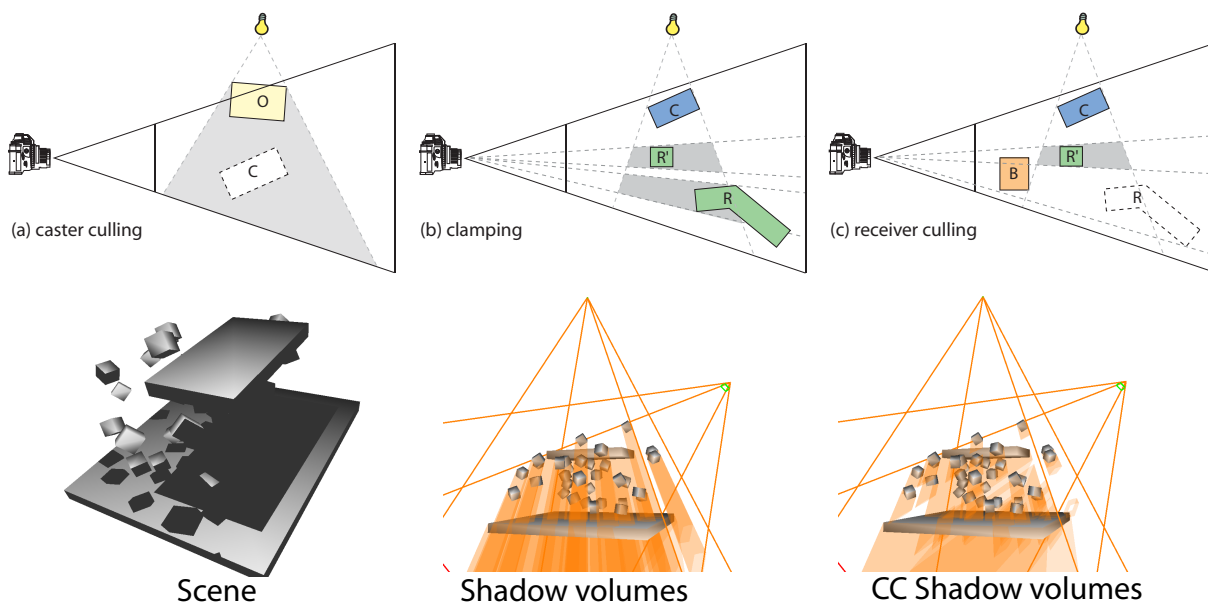 O
C
(a) caster culling
C
R'
R
(b) clamping
C
R'
B
R
(c) receiver culling
Scene
Shadow volumes
CC Shadow volumes